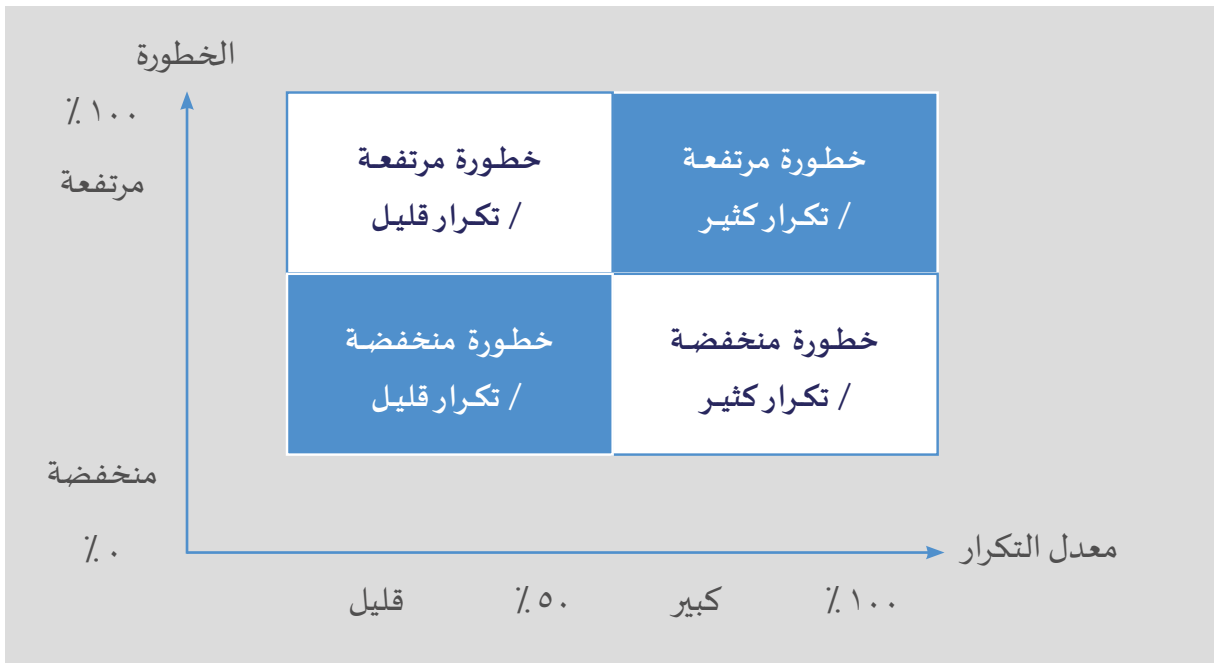 الخطورة
١٠٠ ٪
مرتفعة
خطورة مرتفعة
/ تكرار كثير
خطورة مرتفعة
/ تكرار قليل
خطورة منخفضة
/ تكرار كثير
خطورة منخفضة
/ تكرار قليل
منخفضة
٠ ٪
معدل التكرار
قليل
٥٠ ٪
كبير
١٠٠ ٪